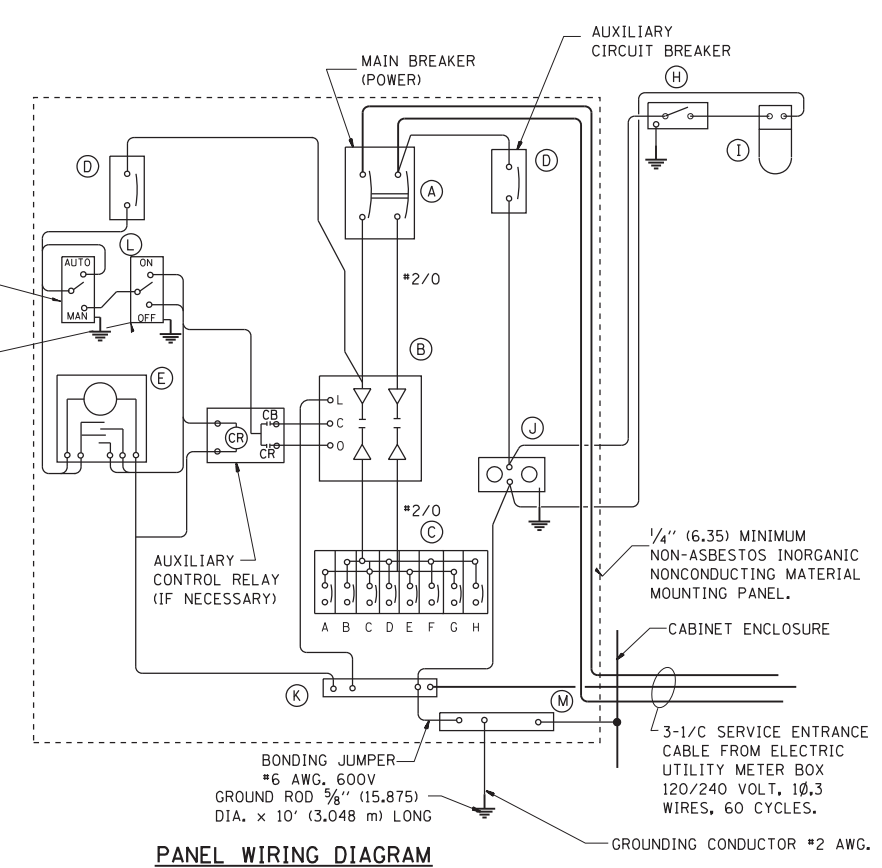 AUXILIARY
CIRCUIT BREAKER
MAIN BREAKER
(POWER)
H
I
D
A
D
L
AUTO
MAN
ON
OFF
#2/0
B
E
L
C
O
CB
CR
CR
J
#2/0
C
AUXILIARY
CONTROL RELAY
(IF NECESSARY)
A B C D E F G H
1/4" (6.35) MINIMUM
NON-ASBESTOS INORGANIC
NONCONDUCTING MATERIAL
MOUNTING PANEL.
CABINET ENCLOSURE
K
M
3-1/C SERVICE ENTRANCE
CABLE FROM ELECTRIC
UTILITY METER BOX
120/240 VOLT, 1Ø,3
WIRES, 60 CYCLES.
BONDING JUMPER
#6 AWG. 600V
GROUND ROD 5/8" (15.875)
DIA. x 10' (3.048 m) LONG
GROUNDING CONDUCTOR #2 AWG.
PANEL WIRING DIAGRAM